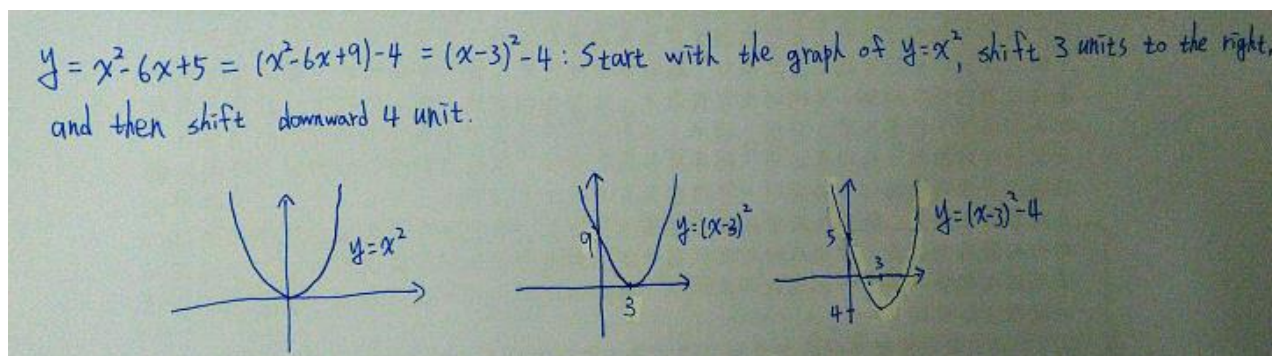 y = x²-6x+5 = (x²-6x+9)-4 = (x-3)²-4 : Start with the graph of y=x², shift 3 units to the right,
and then shift downward 4 unit.
y=x²
9
3
y=(x-3)²
5
3
4
y=(x-3)²-4